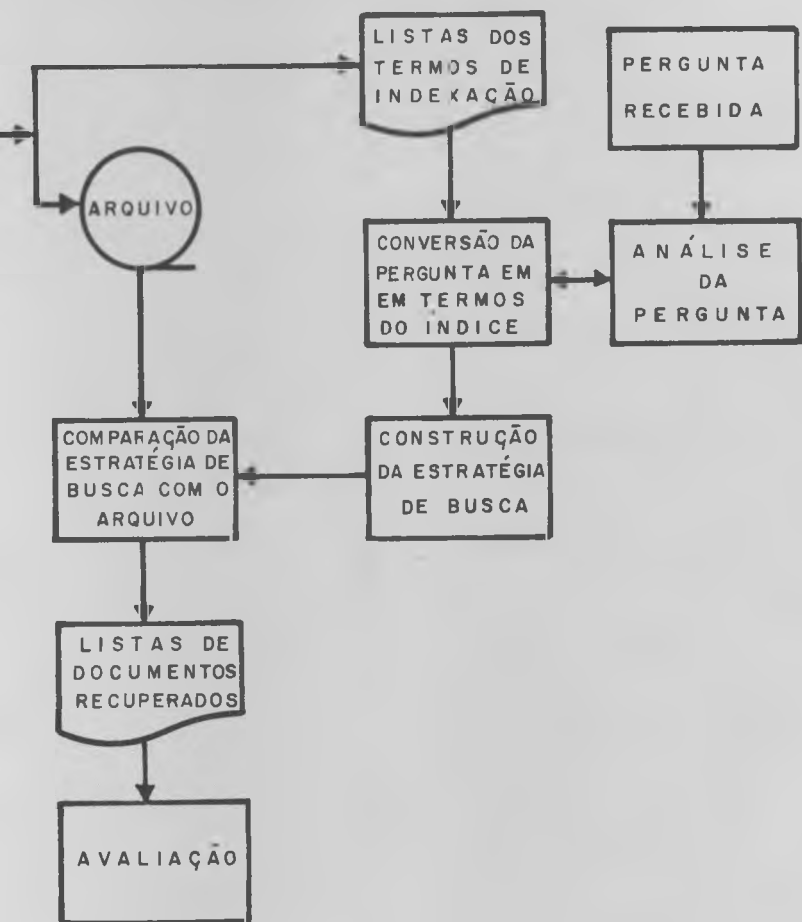 LISTAS DOS
TERMOS DE
INDEXAÇÃO
PERGUNTA
RECEBIDA
ARQUIVO
CONVERSÃO DA
PERGUNTA EM
EM TERMOS
DO ÍNDICE
ANÁLISE
DA
PERGUNTA
COMPARAÇÃO DA
ESTRATÉGIA DE
BUSCA COM O
ARQUIVO
CONSTRUÇÃO
DA ESTRATÉGIA
DE BUSCA
LISTAS DE
DOCUMENTOS
RECUPERADOS
AVALIAÇÃO